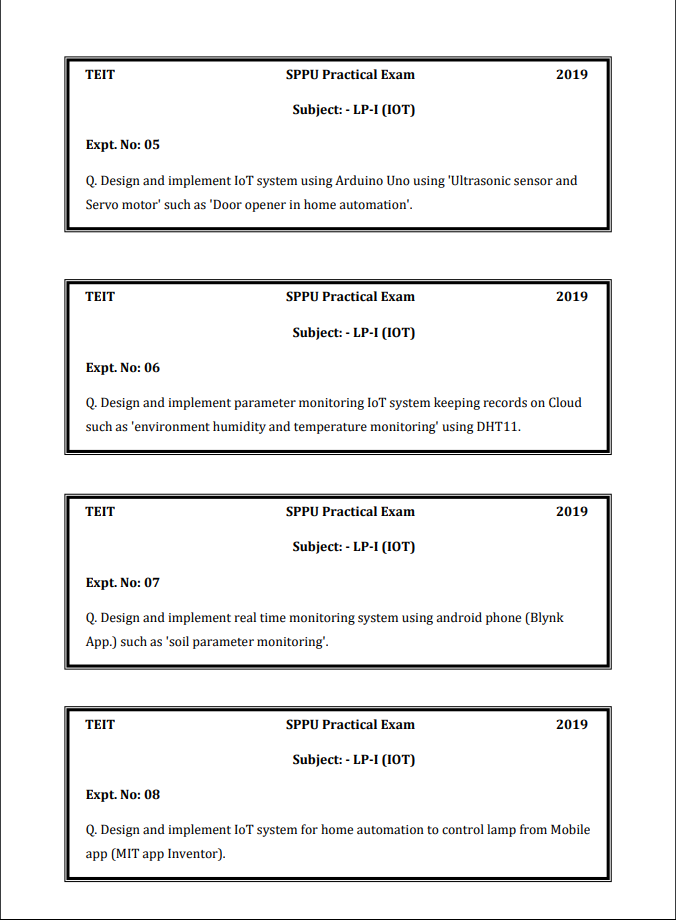 TEIT SPPU Practical Exam 2019
Subject: - LP-I (IOT)
Expt. No: 05
Q. Design and implement IoT system using Arduino Uno using 'Ultrasonic sensor and
Servo motor' such as 'Door opener in home automation'.
TEIT SPPU Practical Exam 2019
Subject: - LP-I (IOT)
Expt. No: 06
Q. Design and implement parameter monitoring IoT system keeping records on Cloud
such as 'environment humidity and temperature monitoring' using DHT11.
TEIT SPPU Practical Exam 2019
Subject: - LP-I (IOT)
Expt. No: 07
Q. Design and implement real time monitoring system using android phone (Blynk
App.) such as 'soil parameter monitoring'.
TEIT SPPU Practical Exam 2019
Subject: - LP-I (IOT)
Expt. No: 08
Q. Design and implement IoT system for home automation to control lamp from Mobile
app (MIT app Inventor).